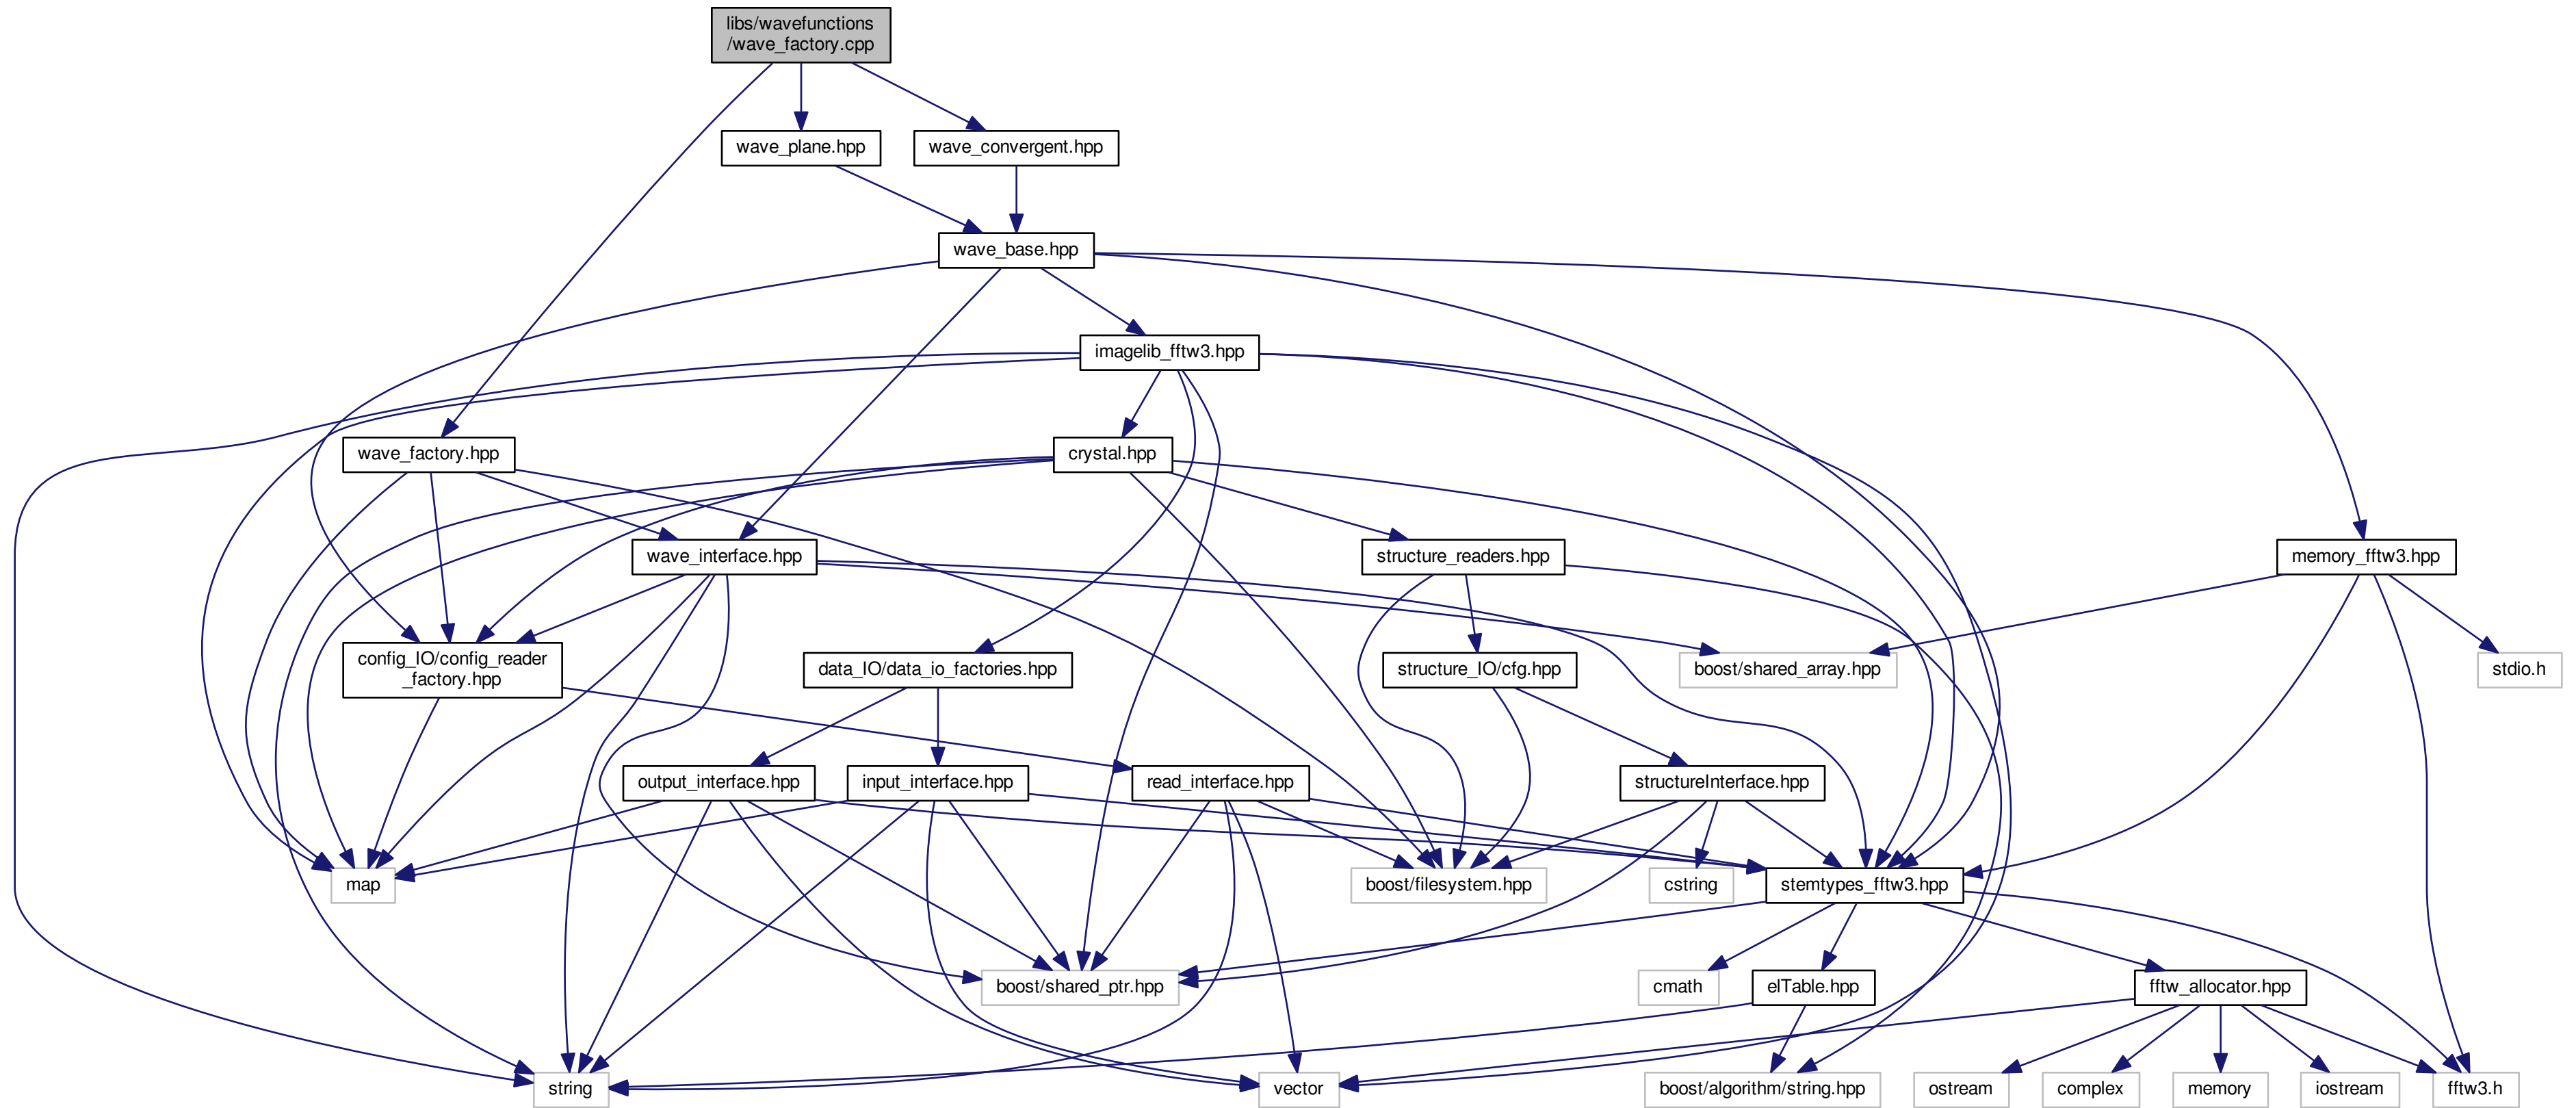 libs/wavefunctions
/wave_factory.cpp
wave_plane.hpp
wave_convergent.hpp
wave_base.hpp
imagelib_fftw3.hpp
wave_factory.hpp
crystal.hpp
wave_interface.hpp
structure_readers.hpp
memory_fftw3.hpp
config_IO/config_reader
_factory.hpp
data_IO/data_io_factories.hpp
structure_IO/cfg.hpp
boost/shared_array.hpp
stdio.h
output_interface.hpp
input_interface.hpp
read_interface.hpp
structureInterface.hpp
map
boost/filesystem.hpp
cstring
stemtypes_fftw3.hpp
boost/shared_ptr.hpp
cmath
elTable.hpp
fftw_allocator.hpp
string
vector
boost/algorithm/string.hpp
ostream
complex
memory
iostream
fftw3.h